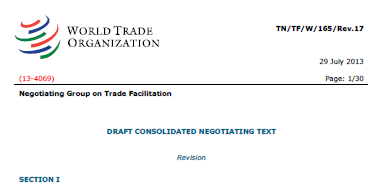 WORLD TRADE
ORGANIZATION
TN/TF/W/165/Rev.17
29 July 2013
(13-4069)
Page: 1/30
Negotiating Group on Trade Facilitation
DRAFT CONSOLIDATED NEGOTIATING TEXT
Revision
SECTION I